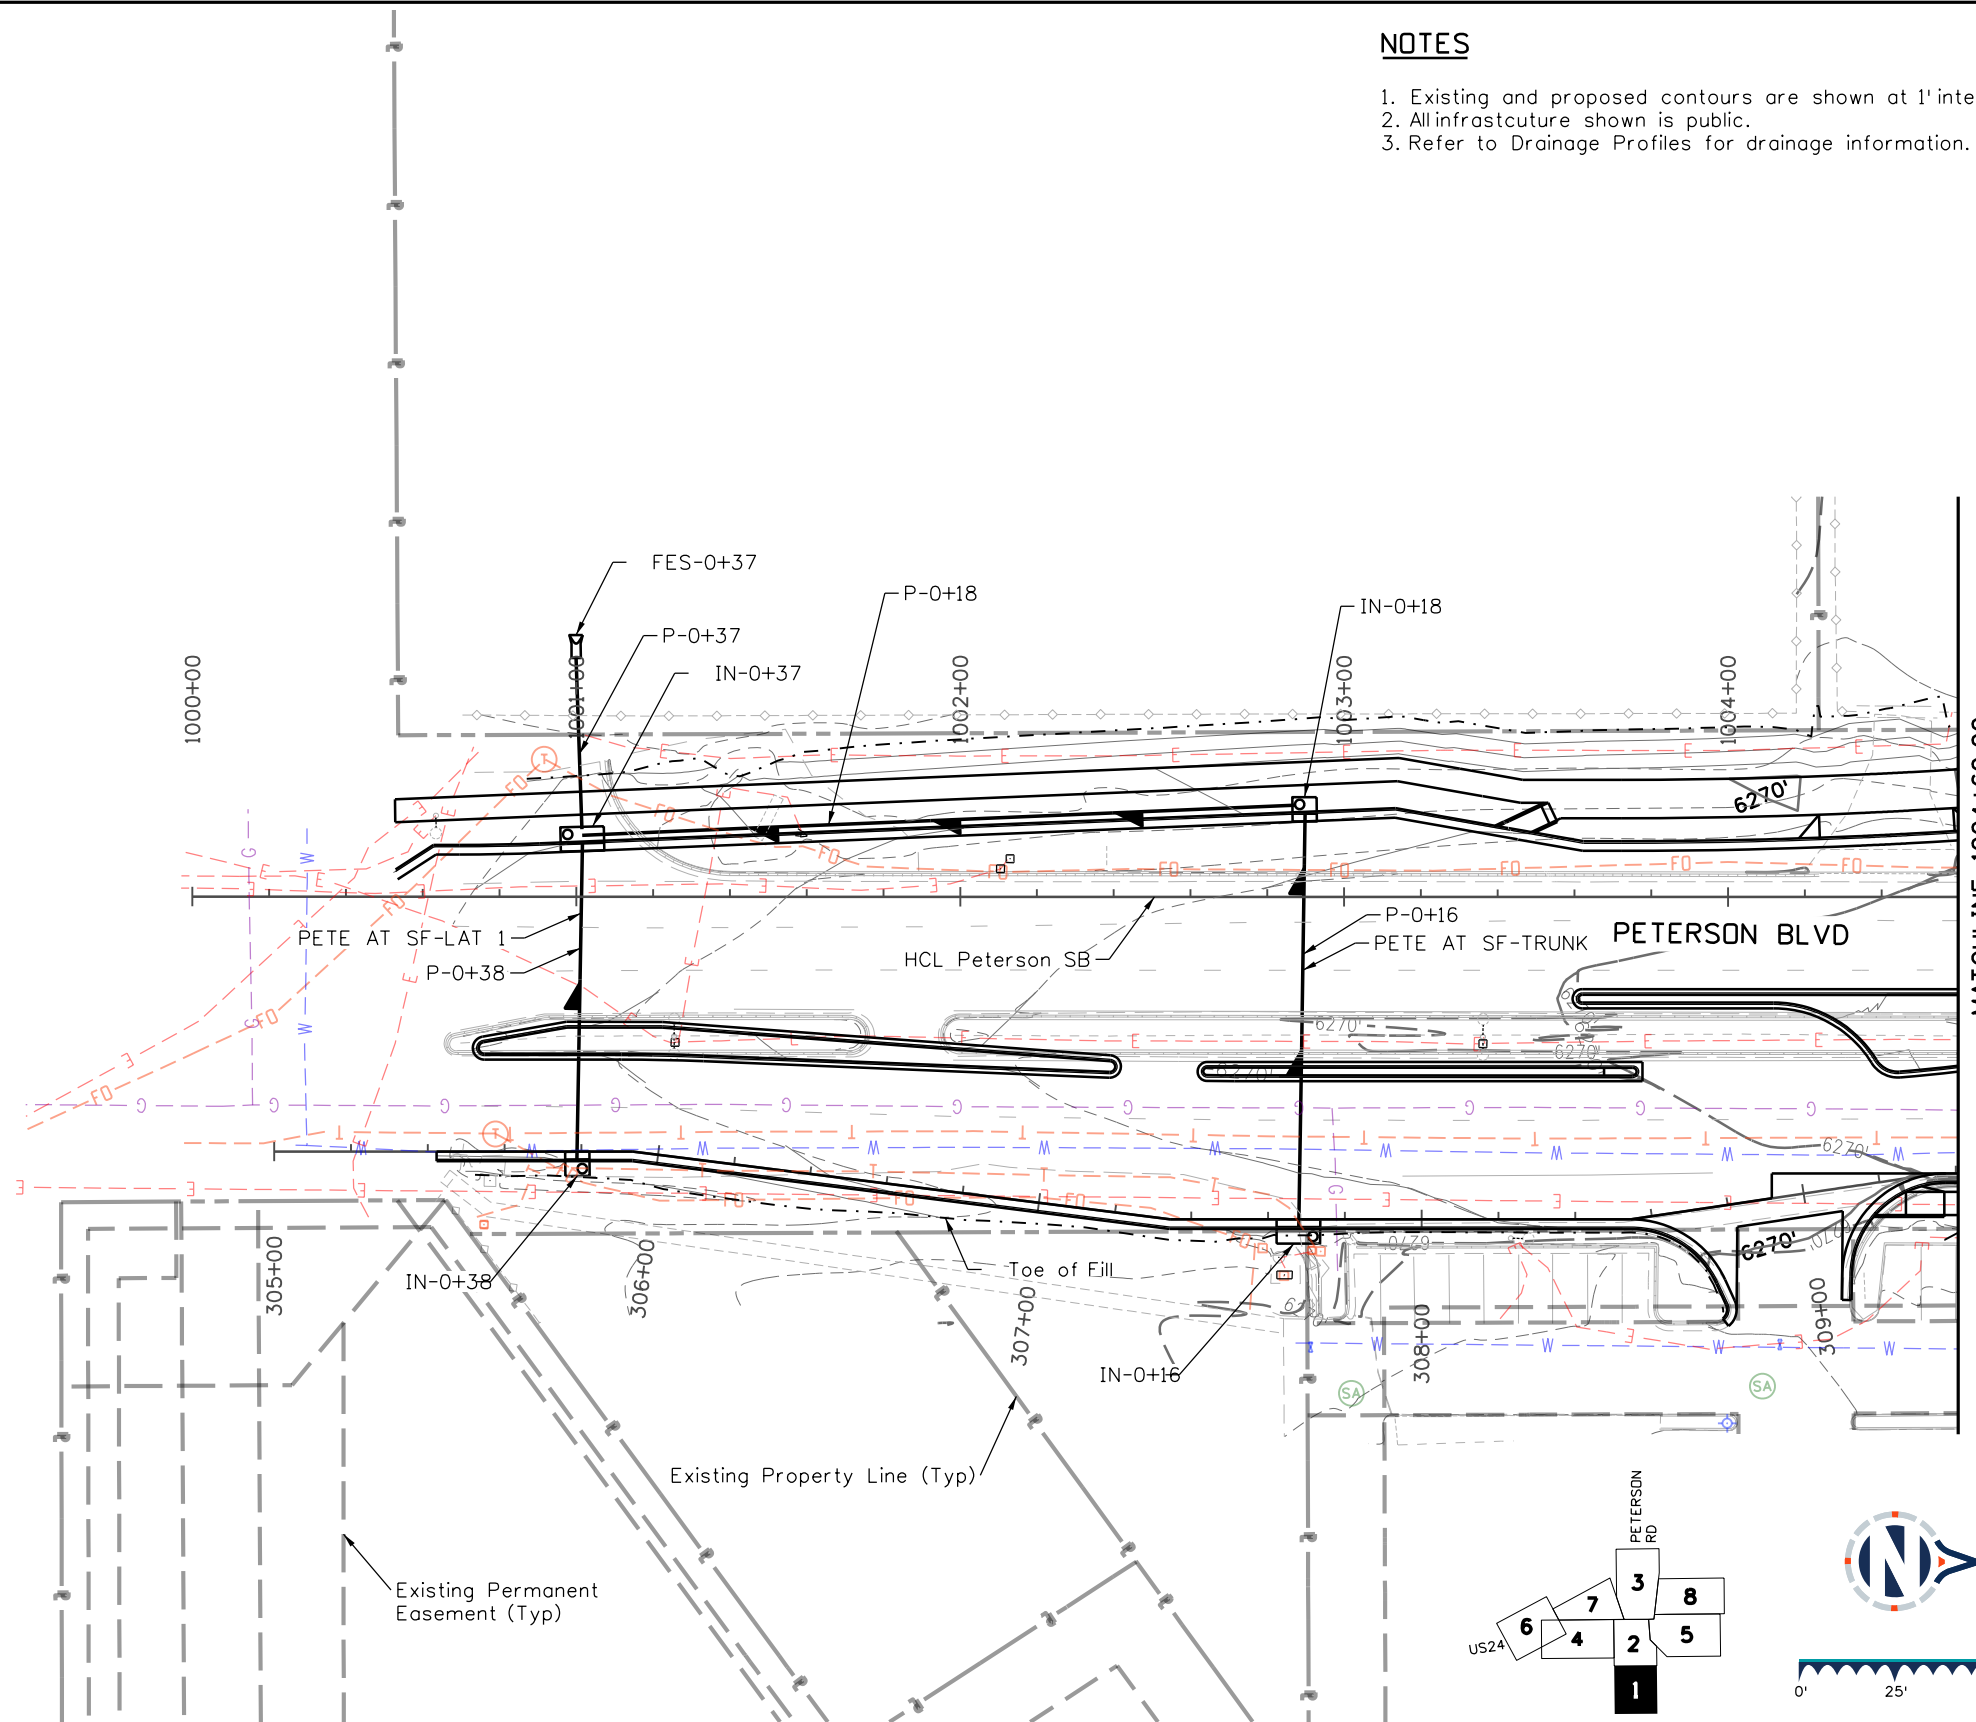 NOTES
1. Existing and proposed contours are shown at 1' inte
2. All infrastcuture shown is public.
3. Refer to Drainage Profiles for drainage information.
FES-0+37
P-0+18
IN-0+18
P-0+37
IN-0+37
1000+00
1001+00
1002+00
1003+00
1004+00
6270'
PETE AT SF-LAT 1
P-0+38
HCL Peterson SB
P-0+16
PETE AT SF-TRUNK
PETERSON BLVD
6270'
6270'
6270'
6270'
6270'
IN-0+38
305+00
306+00
307+00
308+00
309+00
Toe of Fill
IN-0+16
SA
SA
Existing Property Line (Typ)
Existing Permanent
Easement (Typ)
PETERSON
RD
3
8
7
6
4
2
5
US24
1
N
0'
25'